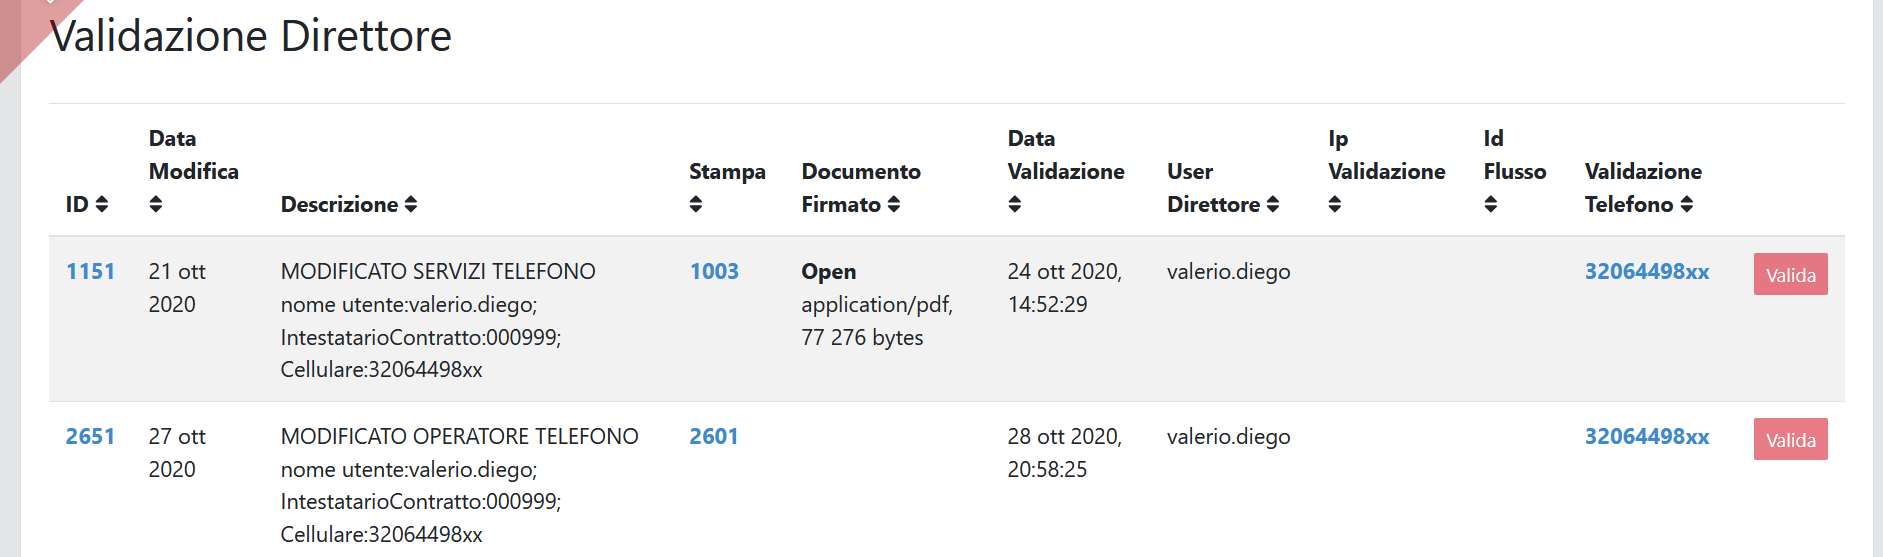 Validazione Direttore
ID
Data Modifica
Descrizione
Stampa
Documento Firmato
Data Validazione
User Direttore
Ip Validazione
Id Flusso
Validazione Telefono
1151
21 ott 2020
MODIFICATO SERVIZI TELEFONO
nome utente:valerio.diego;
IntestatarioContratto:000999;
Cellulare:32064498xx
1003
Open
application/pdf,
77 276 bytes
24 ott 2020,
14:52:29
valerio.diego
32064498xx
Valida
2651
27 ott 2020
MODIFICATO OPERATORE TELEFONO
nome utente:valerio.diego;
IntestatarioContratto:000999;
Cellulare:32064498xx
2601
28 ott 2020,
20:58:25
valerio.diego
32064498xx
Valida